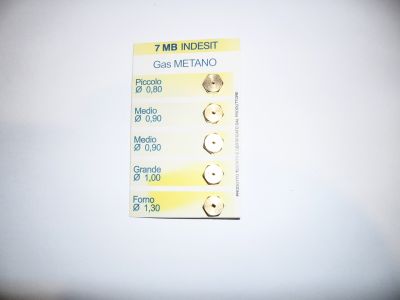 7 MB INDESIT
Gas METANO
Piccolo
Ø 0,80
Medio
Ø 0,90
Medio
Ø 0,90
Grande
Ø 1,00
Forno
Ø 1,30